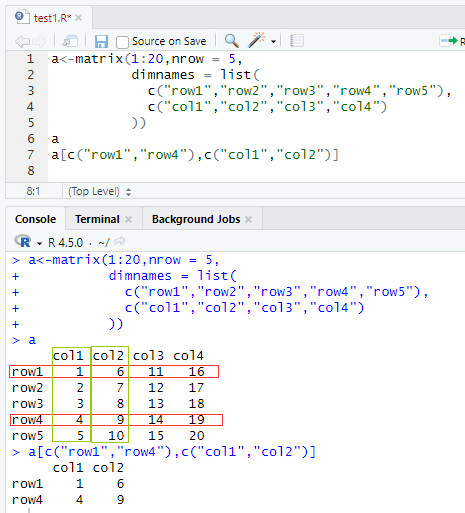 test1.R*
Source on Save
R
1 a<-matrix(1:20,nrow = 5,
2 dimnames = list(
3 c("row1","row2","row3","row4","row5"),
4 c("col1","col2","col3","col4")
5 ))
6 a
7 a[c("row1","row4"),c("col1","col2")]
8
8:1 (Top Level)
Console Terminal Background Jobs
R R 4.5.0 · ~/
> a<-matrix(1:20,nrow = 5,
+ dimnames = list(
+ c("row1","row2","row3","row4","row5"),
+ c("col1","col2","col3","col4")
+ ))
> a
col1 col2 col3 col4
row1 1 6 11 16
row2 2 7 12 17
row3 3 8 13 18
row4 4 9 14 19
row5 5 10 15 20
> a[c("row1","row4"),c("col1","col2")]
col1 col2
row1 1 6
row4 4 9